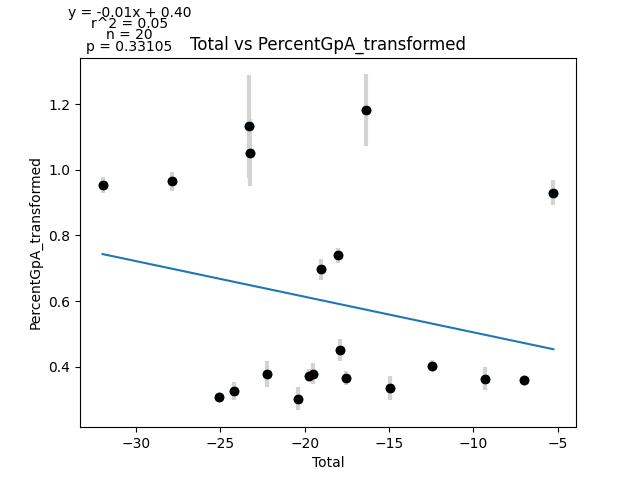 y = -0.01x + 0.40
r^2 = 0.05
n = 20
p = 0.33105
Total vs PercentGpA_transformed
PercentGpA_transformed
1.2
1.0
0.8
0.6
0.4
−30
−25
−20
−15
−10
−5
Total